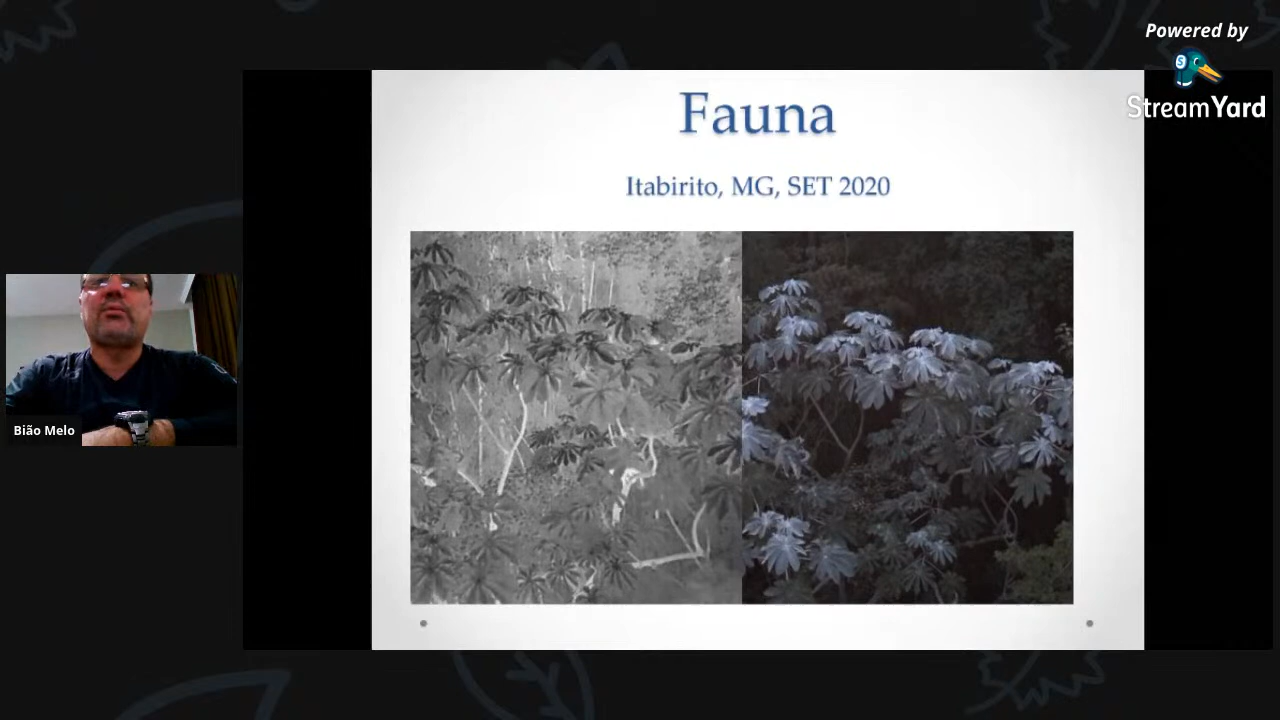 Powered by
StreamYard
Fauna
Itabirito, MG, SET 2020
Bião Melo